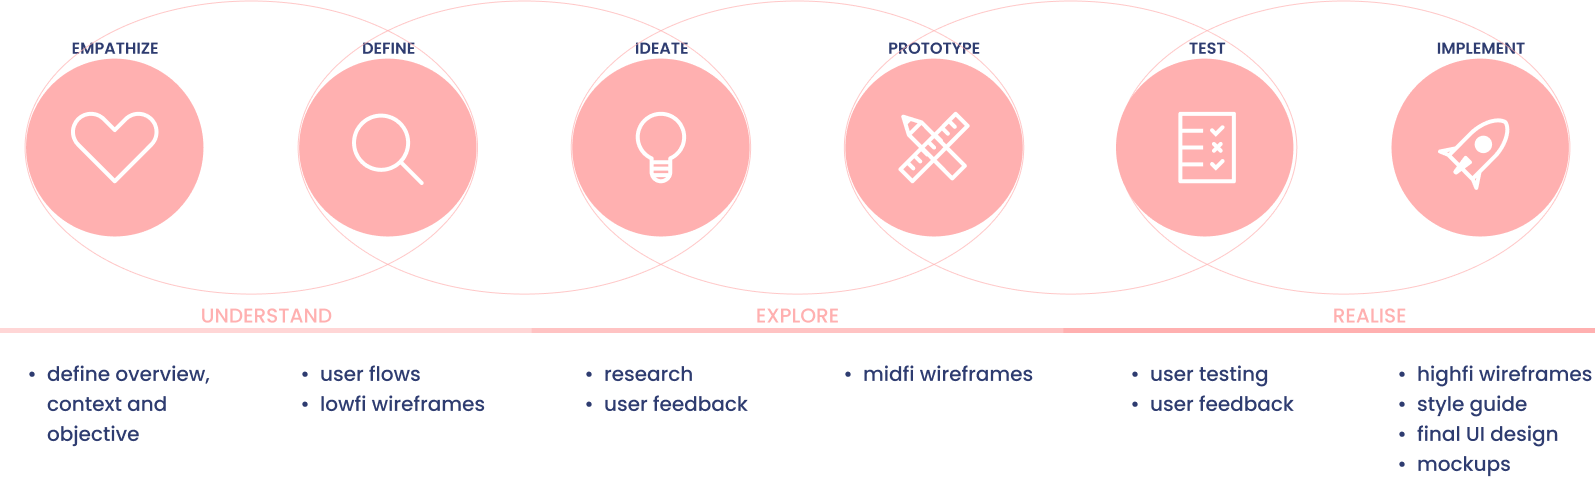 EMPATHIZE
DEFINE
IDEATE
PROTOTYPE
TEST
IMPLEMENT
UNDERSTAND
EXPLORE
REALISE
• define overview,
context and
objective
• user flows
• lowfi wireframes
• research
• user feedback
• midfi wireframes
• user testing
• user feedback
• highfi wireframes
• style guide
• final UI design
• mockups